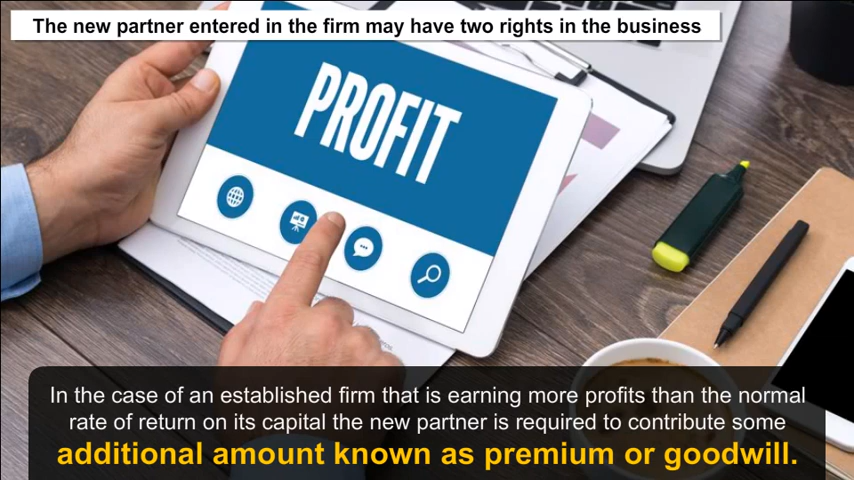 The new partner entered in the firm may have two rights in the business
PROFIT
In the case of an established firm that is earning more profits than the normal
rate of return on its capital the new partner is required to contribute some
additional amount known as premium or goodwill.